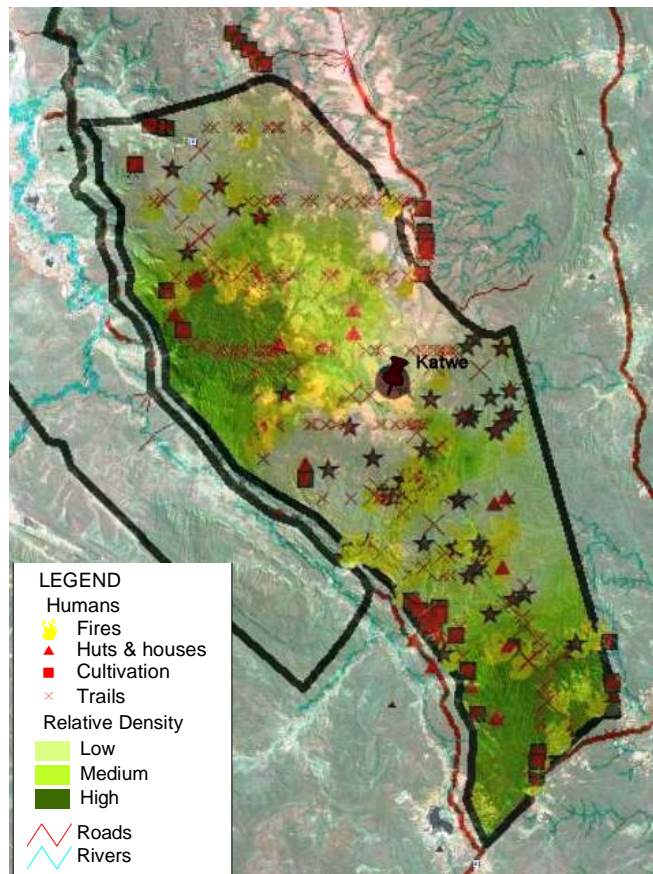 Katwe
LEGEND
Humans
Fires
Huts & houses
Cultivation
Trails
Relative Density
Low
Medium
High
Roads
Rivers